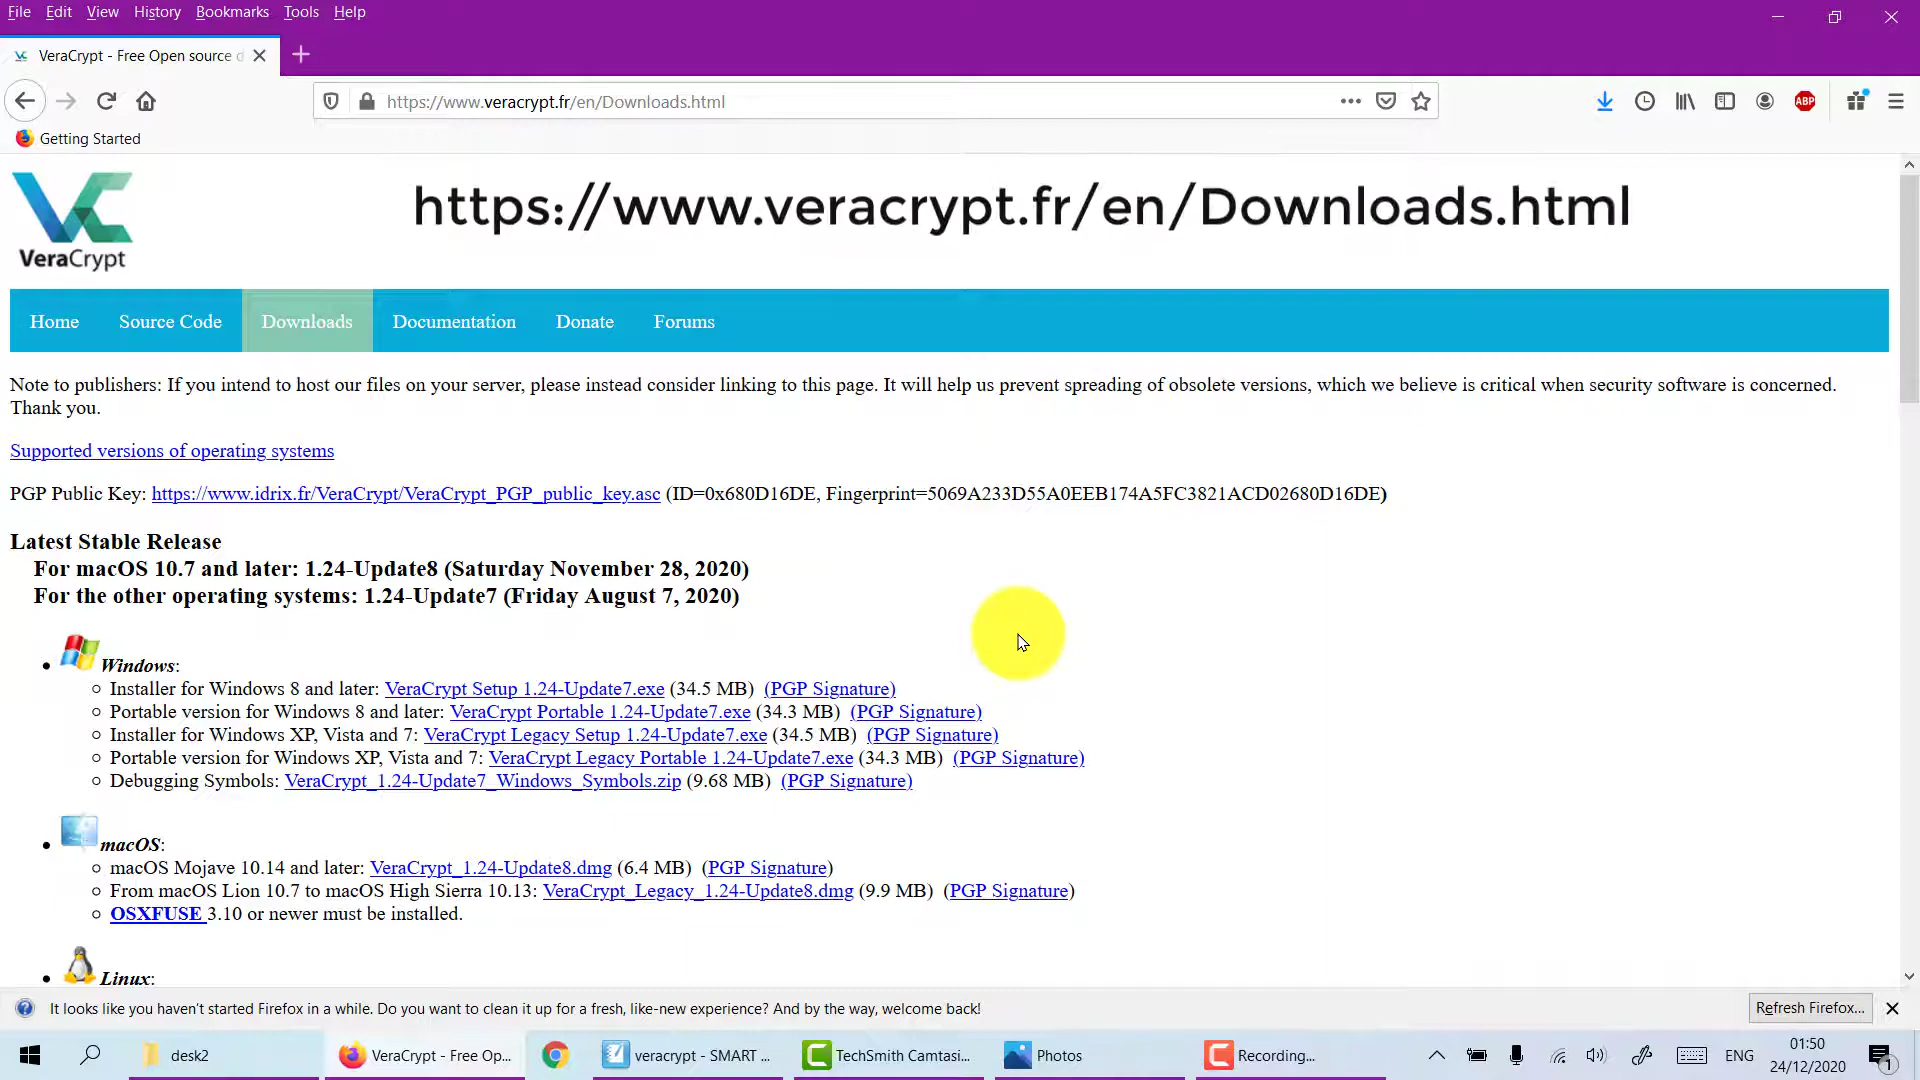 File Edit View History Bookmarks Tools Help
VeraCrypt - Free Open source d
https://www.veracrypt.fr/en/Downloads.html
ABP
Getting Started
VeraCrypt
https://www.veracrypt.fr/en/Downloads.html
Home Source Code Downloads Documentation Donate Forums
Note to publishers: If you intend to host our files on your server, please instead consider linking to this page. It will help us prevent spreading of obsolete versions, which we believe is critical when security software is concerned.
Thank you.
Supported versions of operating systems
PGP Public Key: https://www.idrix.fr/VeraCrypt/VeraCrypt_PGP_public_key.asc (ID=0x680D16DE, Fingerprint=5069A233D55A0EEB174A5FC3821ACD02680D16DE)
Latest Stable Release
For macOS 10.7 and later: 1.24-Update8 (Saturday November 28, 2020)
For the other operating systems: 1.24-Update7 (Friday August 7, 2020)
Windows:
Installer for Windows 8 and later: VeraCrypt Setup 1.24-Update7.exe (34.5 MB) (PGP Signature)
Portable version for Windows 8 and later: VeraCrypt Portable 1.24-Update7.exe (34.3 MB) (PGP Signature)
Installer for Windows XP, Vista and 7: VeraCrypt Legacy Setup 1.24-Update7.exe (34.5 MB) (PGP Signature)
Portable version for Windows XP, Vista and 7: VeraCrypt Legacy Portable 1.24-Update7.exe (34.3 MB) (PGP Signature)
Debugging Symbols: VeraCrypt_1.24-Update7_Windows_Symbols.zip (9.68 MB) (PGP Signature)
macOS:
macOS Mojave 10.14 and later: VeraCrypt_1.24-Update8.dmg (6.4 MB) (PGP Signature)
From macOS Lion 10.7 to macOS High Sierra 10.13: VeraCrypt_Legacy_1.24-Update8.dmg (9.9 MB) (PGP Signature)
OSXFUSE 3.10 or newer must be installed.
Linux:
It looks like you haven't started Firefox in a while. Do you want to clean it up for a fresh, like-new experience? And by the way, welcome back! Refresh Firefox...
desk2 VeraCrypt - Free Op... veracrypt - SMART ... TechSmith Camtasi... Photos Recording... ENG 01:50
24/12/2020 1